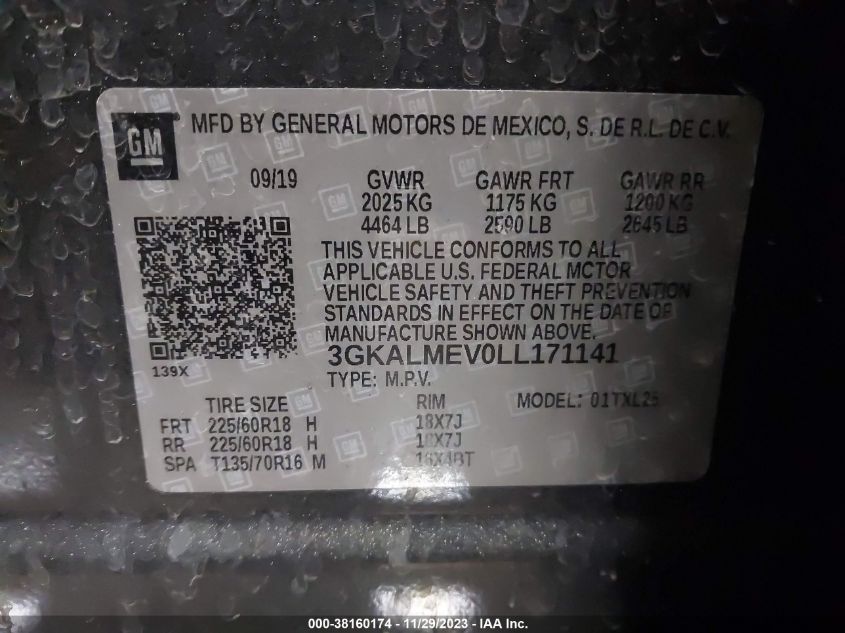 GM
MFD BY GENERAL MOTORS DE MEXICO, S. DE R.L. DE C.V.
09/19 GVWR GAWR FRT GAWR RR
2025 KG 1175 KG 1200 KG
4464 LB 2590 LB 2645 LB
THIS VEHICLE CONFORMS TO ALL
APPLICABLE U.S. FEDERAL MOTOR
VEHICLE SAFETY AND THEFT PREVENTION
STANDARDS IN EFFECT ON THE DATE OF
MANUFACTURE SHOWN ABOVE.
139X
3GKALMEV0LL171141
TYPE: M.P.V.
TIRE SIZE RIM MODEL: 01TXL26
FRT 225/60R18 H 18X7J
RR 225/60R18 H 18X7J
SPA T135/70R16 M 16X4BT
000-38160174 - 11/29/2023 - IAA Inc.